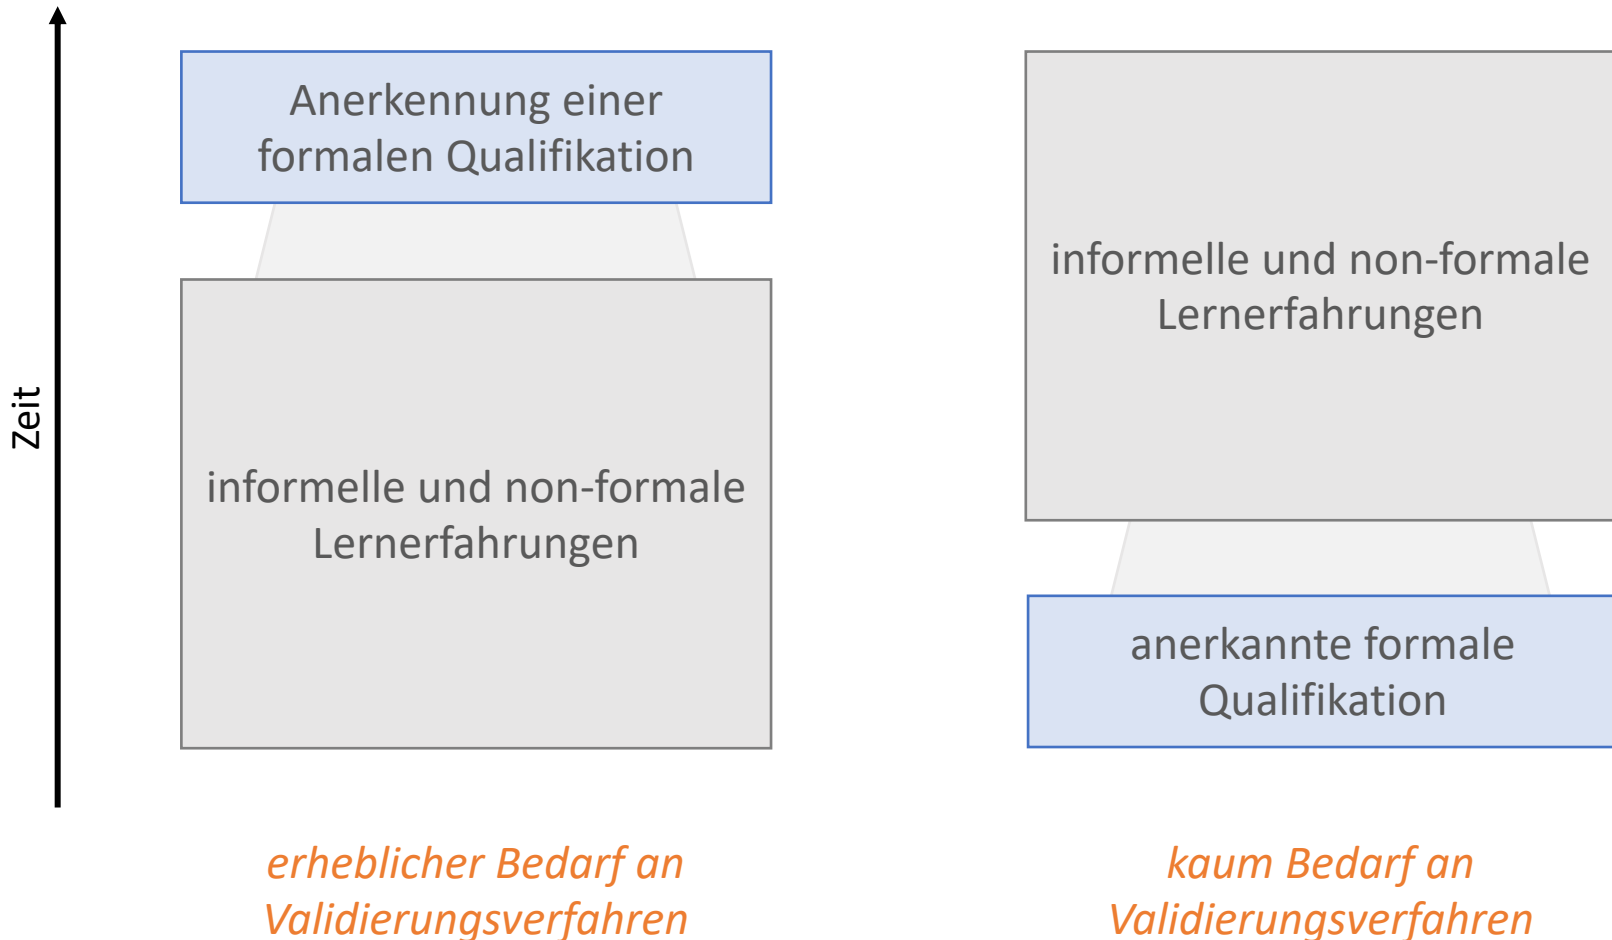 Zeit
Anerkennung einer
formalen Qualifikation
informelle und non-formale
Lernerfahrungen
erheblicher Bedarf an
Validierungsverfahren
informelle und non-formale
Lernerfahrungen
anerkannte formale
Qualifikation
kaum Bedarf an
Validierungsverfahren